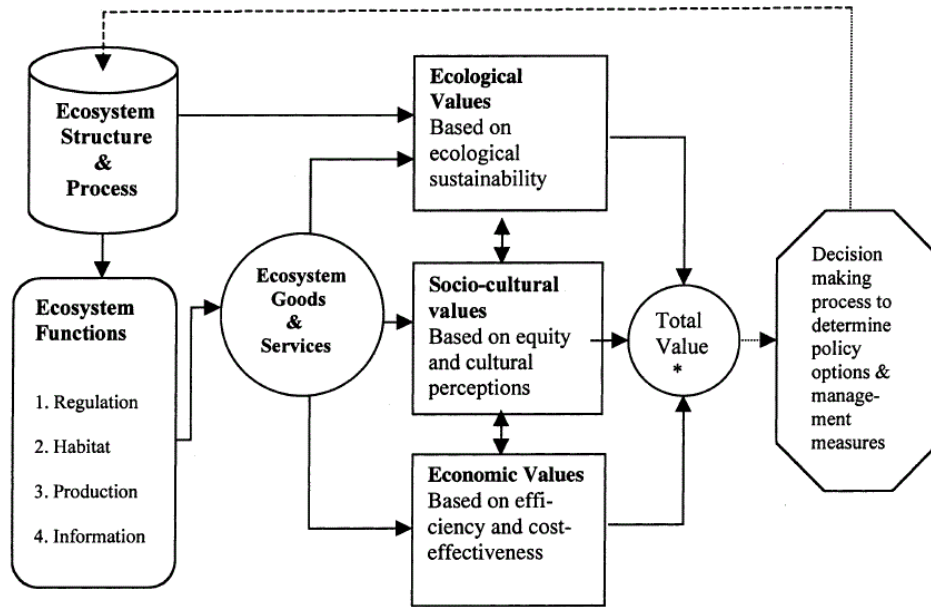 Ecosystem
Structure
&
Process
Ecosystem
Functions
1. Regulation
2. Habitat
3. Production
4. Information
Ecosystem
Goods
&
Services
Ecological
Values
Based on
ecological
sustainability
Socio-cultural
values
Based on equity
and cultural
perceptions
Economic Values
Based on effi-
ciency and cost-
effectiveness
Total
Value
*
Decision
making
process to
determine
policy
options &
manage-
ment
measures